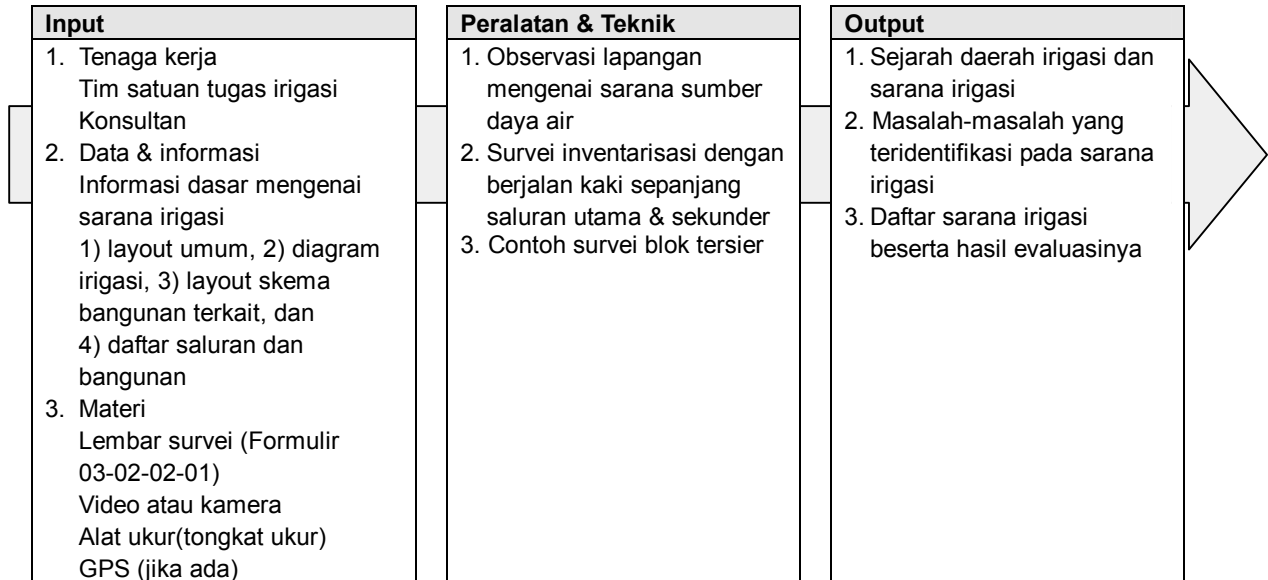 Input
1. Tenaga kerja
Tim satuan tugas irigasi
Konsultan
2. Data & informasi
Informasi dasar mengenai
sarana irigasi
1) layout umum, 2) diagram
irigasi, 3) layout skema
bangunan terkait, dan
4) daftar saluran dan
bangunan
3. Materi
Lembar survei (Formulir
03-02-02-01)
Video atau kamera
Alat ukur(tongkat ukur)
GPS (jika ada)
Peralatan & Teknik
1. Observasi lapangan
mengenai sarana sumber
daya air
2. Survei inventarisasi dengan
berjalan kaki sepanjang
saluran utama & sekunder
3. Contoh survei blok tersier
Output
1. Sejarah daerah irigasi dan
sarana irigasi
2. Masalah-masalah yang
teridentifikasi pada sarana
irigasi
3. Daftar sarana irigasi
beserta hasil evaluasinya